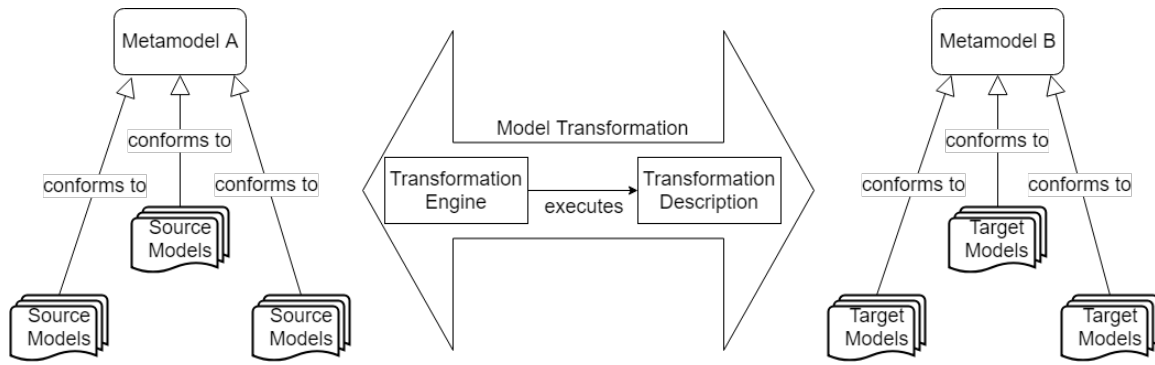 Metamodel A
conforms to
conforms to
conforms to
Source
Models
Source
Models
Source
Models
Model Transformation
Transformation
Engine
executes
Transformation
Description
Metamodel B
conforms to
conforms to
conforms to
Target
Models
Target
Models
Target
Models